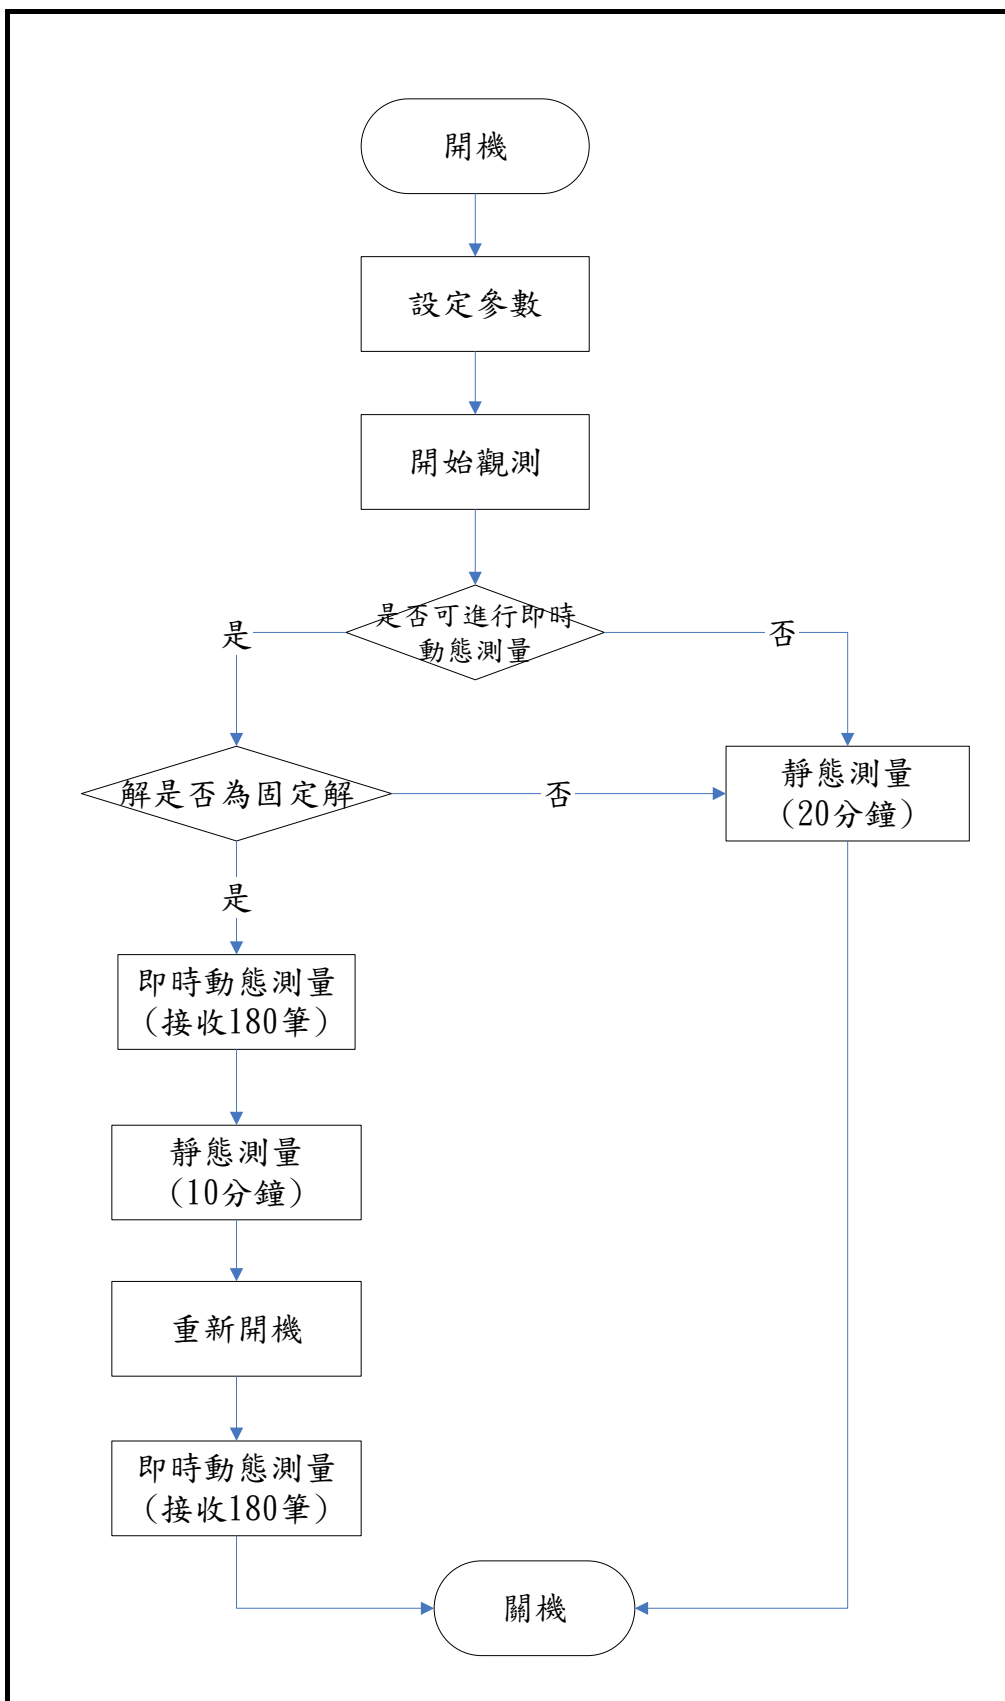 開機
設定參數
開始觀測
是否可進行即時
動態測量
是
否
解是否為固定解
否
靜態測量
(20分鐘)
是
即時動態測量
(接收180筆)
靜態測量
(10分鐘)
重新開機
即時動態測量
(接收180筆)
關機